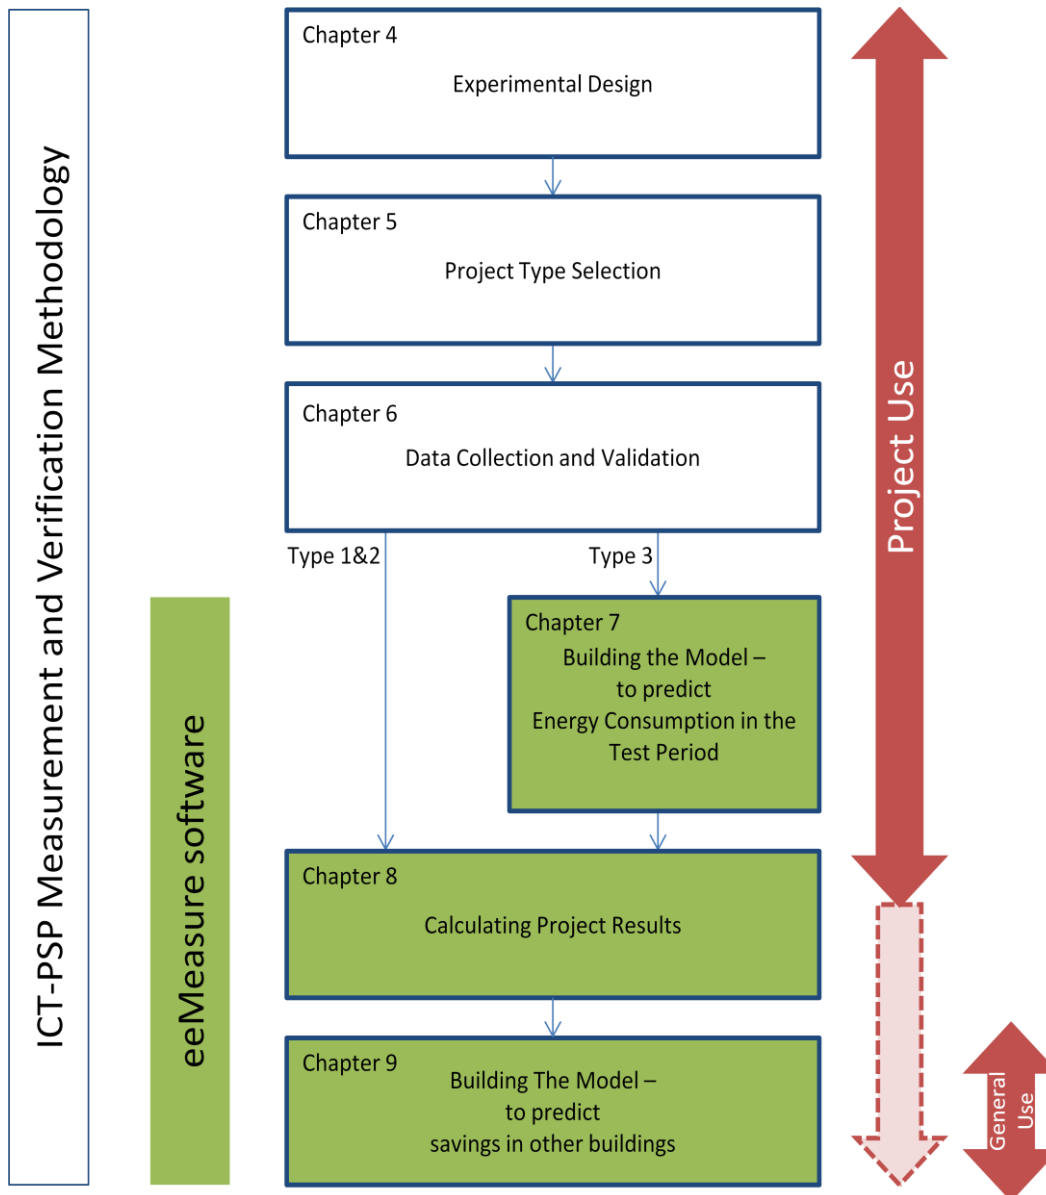 ICT-PSP Measurement and Verification Methodology
Chapter 4
Experimental Design
Chapter 5
Project Type Selection
Chapter 6
Data Collection and Validation
Type 1&2
Type 3
Chapter 7
Building the Model –
to predict
Energy Consumption in the
Test Period
eeMeasure software
Chapter 8
Calculating Project Results
Chapter 9
Building The Model –
to predict
savings in other buildings
Project Use
General
Use